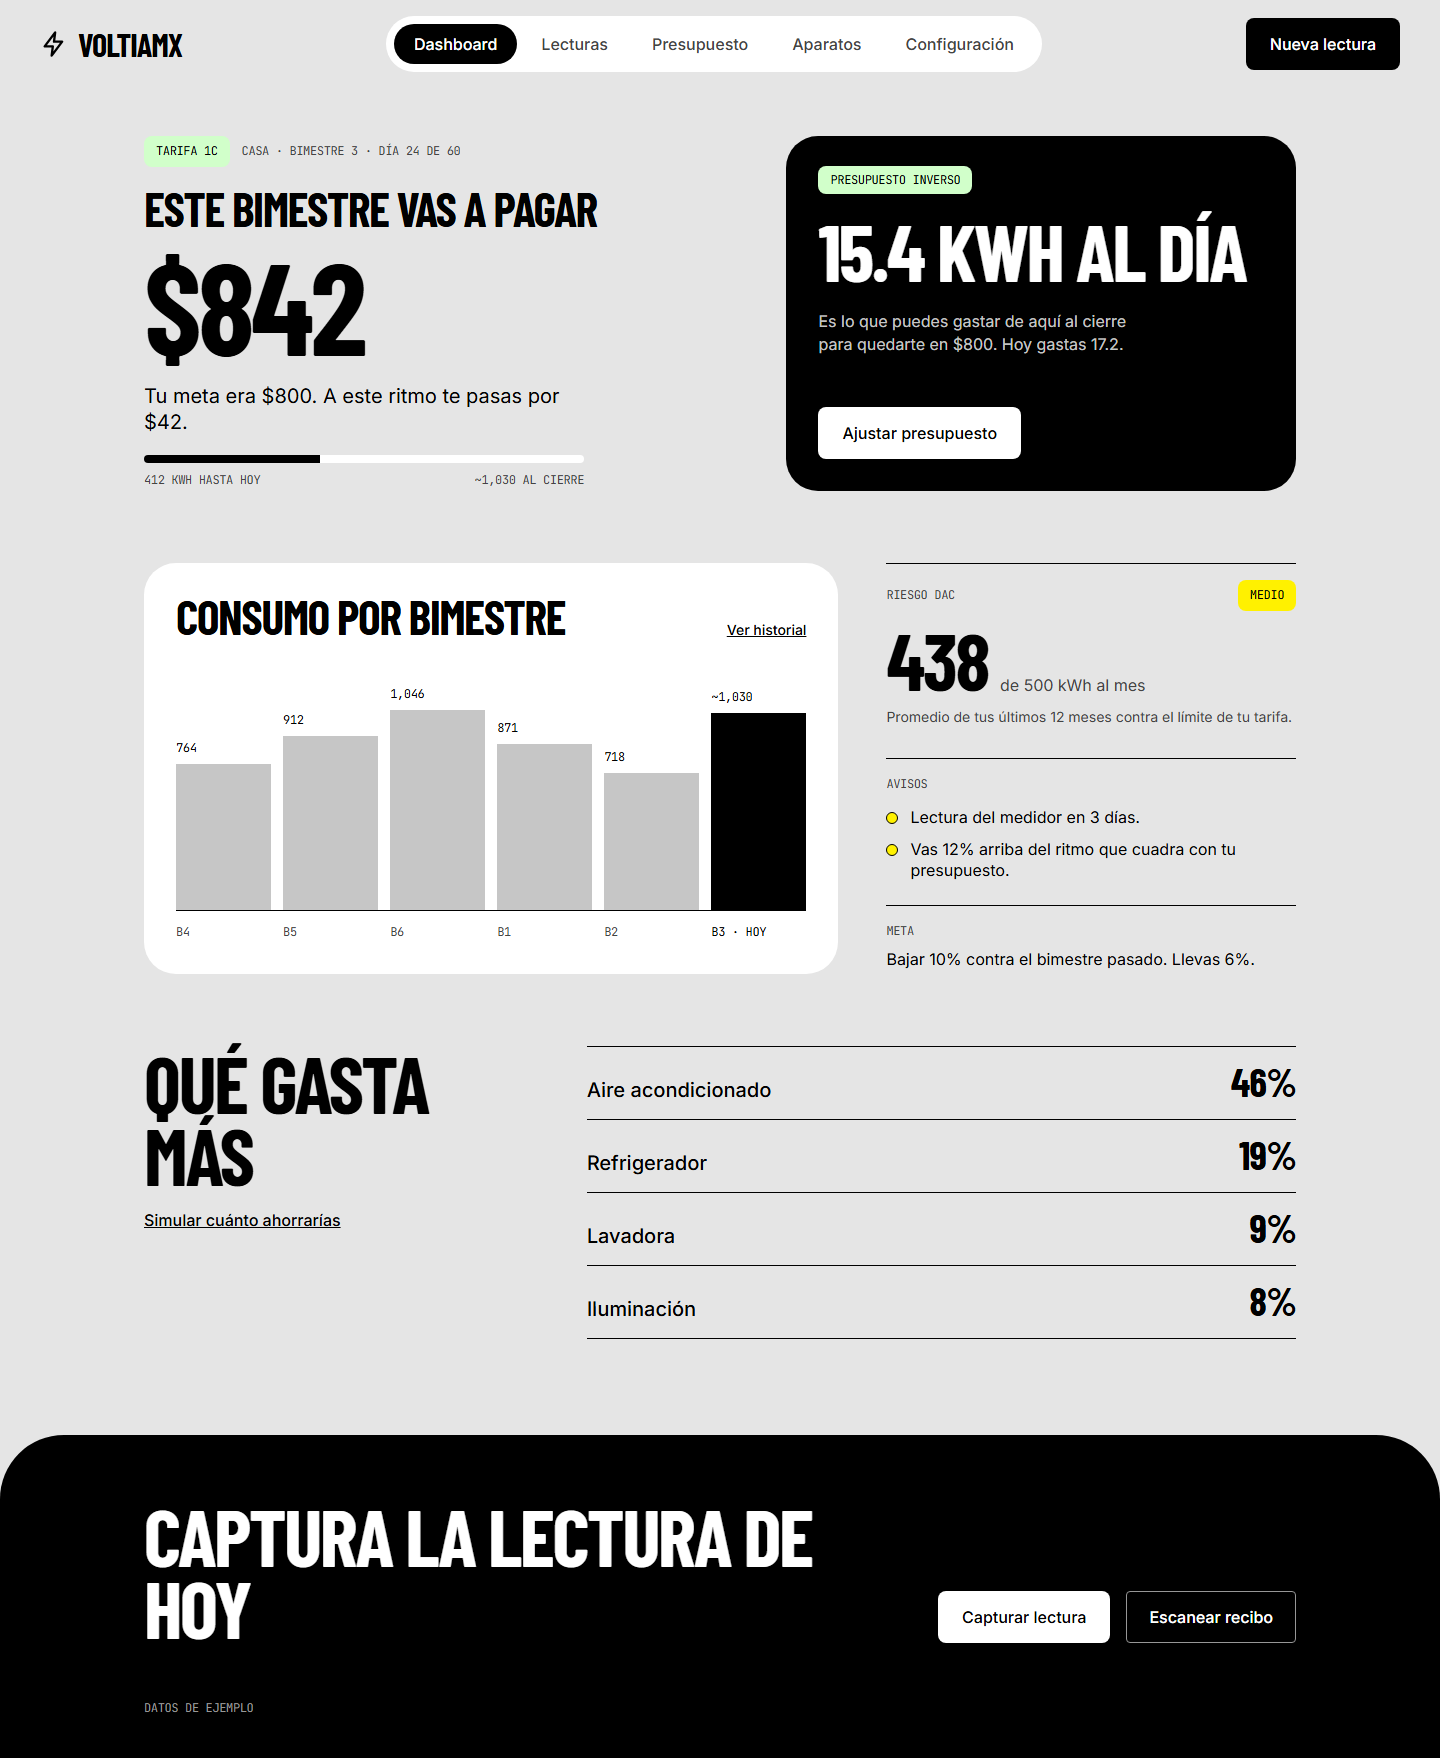 VOLTIAMX
Dashboard
Lecturas
Presupuesto
Aparatos
Configuración
Nueva lectura
TARIFA 1C
CASA · BIMESTRE 3 · DÍA 24 DE 60
ESTE BIMESTRE VAS A PAGAR
$842
Tu meta era $800. A este ritmo te pasas por
$42.
412 KWH HASTA HOY
~1,030 AL CIERRE
PRESUPUESTO INVERSO
15.4 KWH AL DÍA
Es lo que puedes gastar de aquí al cierre
para quedarte en $800. Hoy gastas 17.2.
Ajustar presupuesto
CONSUMO POR BIMESTRE
Ver historial
764
912
1,046
871
718
~1,030
B4
B5
B6
B1
B2
B3 · HOY
RIESGO DAC
MEDIO
438 de 500 kWh al mes
Promedio de tus últimos 12 meses contra el límite de tu tarifa.
AVISOS
Lectura del medidor en 3 días.
Vas 12% arriba del ritmo que cuadra con tu
presupuesto.
META
Bajar 10% contra el bimestre pasado. Llevas 6%.
QUÉ GASTA
MÁS
Simular cuánto ahorrarías
Aire acondicionado 46%
Refrigerador 19%
Lavadora 9%
Iluminación 8%
CAPTURA LA LECTURA DE
HOY
Capturar lectura
Escanear recibo
DATOS DE EJEMPLO